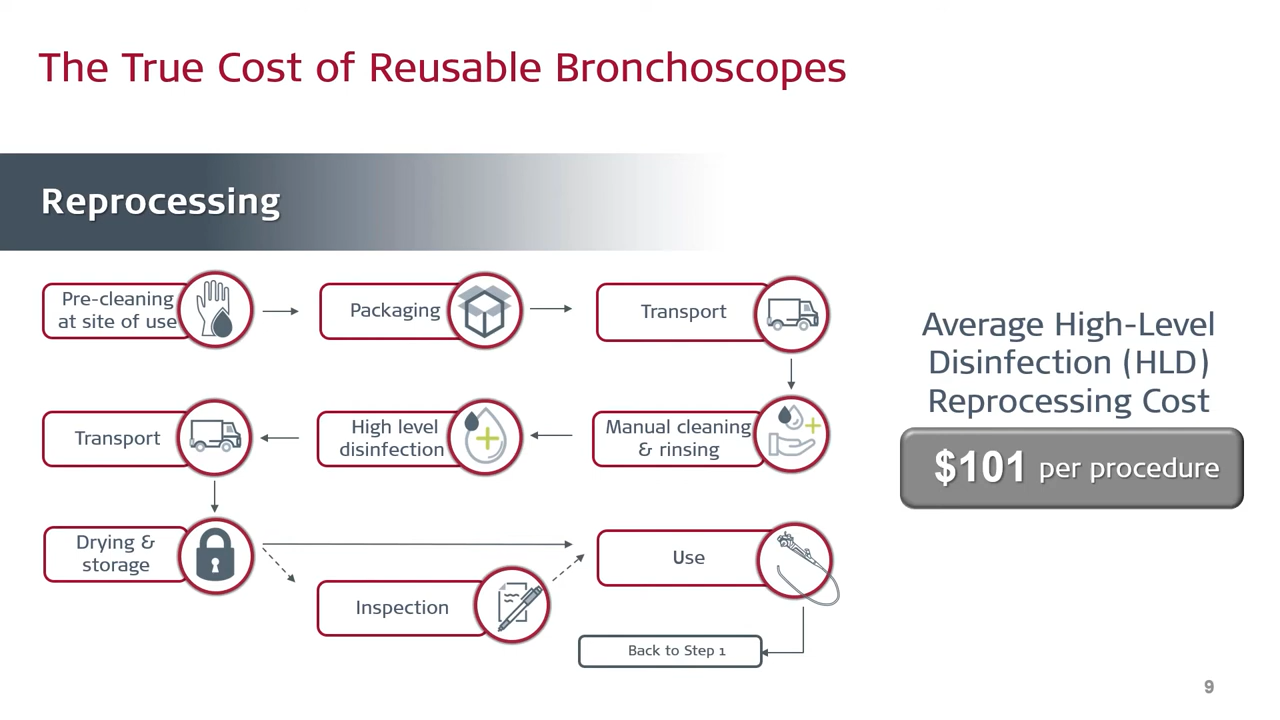 The True Cost of Reusable Bronchoscopes
Reprocessing
Pre-cleaning
at site of use
Packaging
Transport
Average High-Level
Disinfection (HLD)
Reprocessing Cost
$101 per procedure
Transport
High level
disinfection
Manual cleaning
& rinsing
Drying &
storage
Inspection
Use
Back to Step 1
9